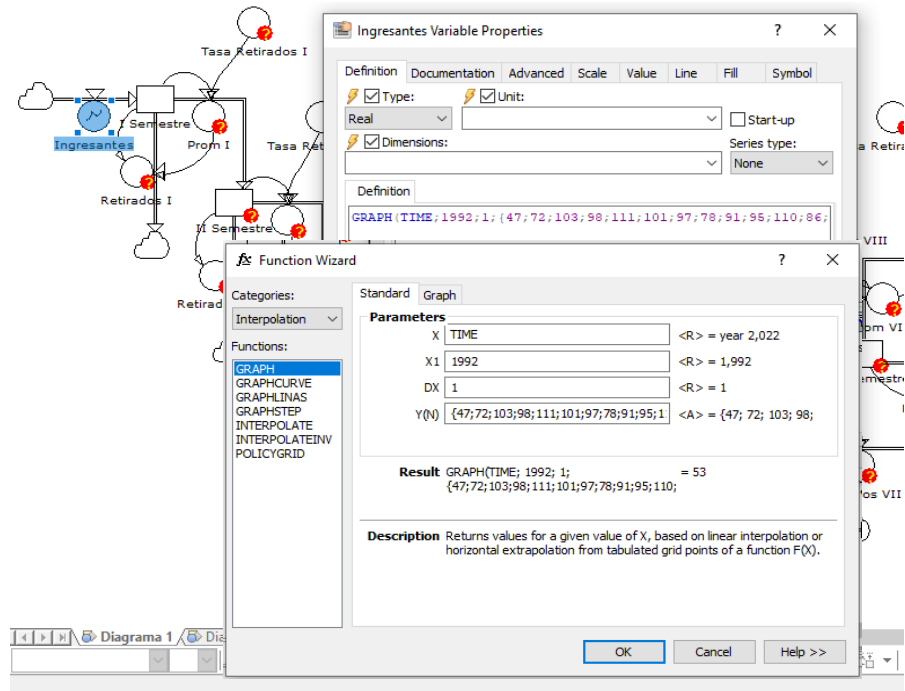 Tasa Retirados I
I Semestre
Ingresantes
Prom I
Tasa Ret
Retirados I
II Semestre
Retirad
a Retira
VIII
om VI
emestre
os VII
Diagrama 1
Dia
Ingresantes Variable Properties
?
Definition
Documentation
Advanced
Scale
Value
Line
Fill
Symbol
Type:
Unit:
Real
Start-up
Dimensions:
Series type:
None
Definition
GRAPH(TIME;1992;1;{47;72;103;98;111;101;97;78;91;95;110;86;
fx Function Wizard
?
Categories:
Interpolation
Functions:
GRAPH
GRAPHCURVE
GRAPHLINAS
GRAPHSTEP
INTERPOLATE
INTERPOLATEINV
POLICYGRID
Standard
Graph
Parameters
X TIME <R> = year 2,022
X1 1992 <R> = 1,992
DX 1 <R> = 1
Y(N) {47;72;103;98;111;101;97;78;91;95;1 <A> = {47; 72; 103; 98;
Result GRAPH(TIME; 1992; 1; = 53
{47;72;103;98;111;101;97;78;91;95;110;
Description Returns values for a given value of X, based on linear interpolation or
horizontal extrapolation from tabulated grid points of a function F(X).
OK
Cancel
Help >>